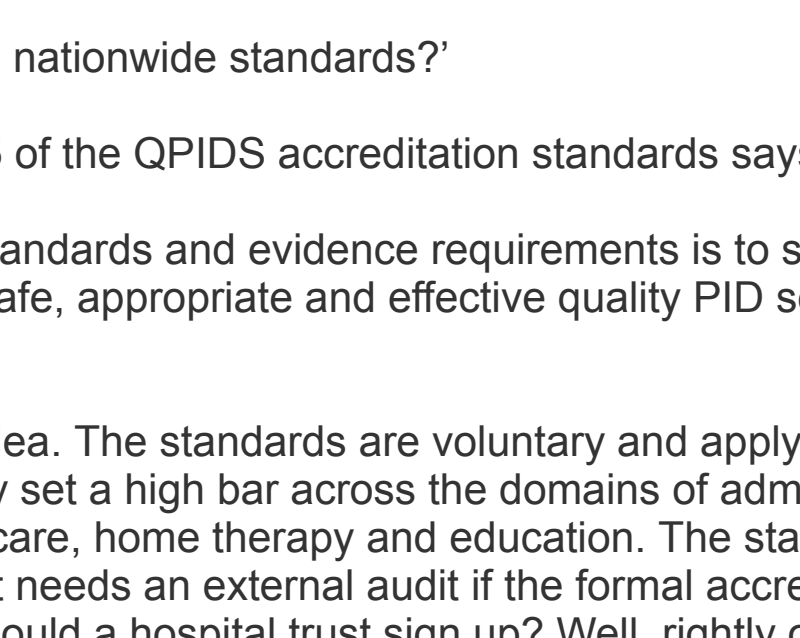 nationwide standards?’
of the QPIDS accreditation standards says
andards and evidence requirements is to s
afe, appropriate and effective quality PID s
ea. The standards are voluntary and apply
set a high bar across the domains of adm
care, home therapy and education. The sta
needs an external audit if the formal accre
ould a hospital trust sign up? Well, rightly